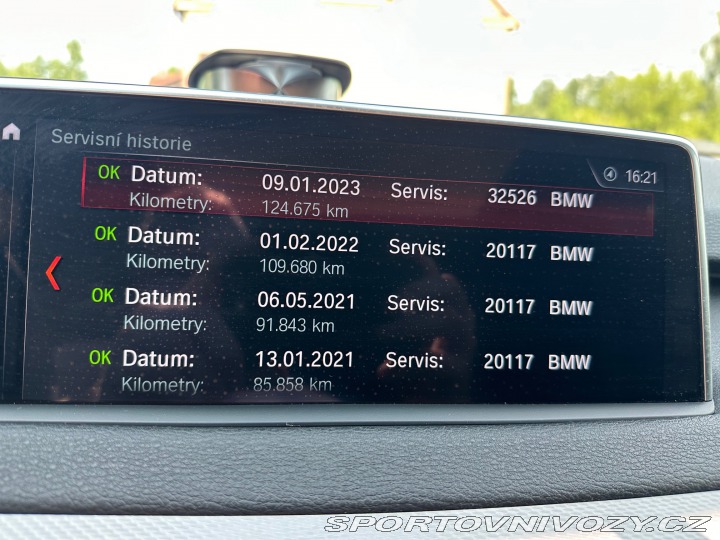 Servisní historie
16:21
OK Datum: 09.01.2023 Servis: 32526 BMW
Kilometry: 124.675 km
OK Datum: 01.02.2022 Servis: 20117 BMW
Kilometry: 109.680 km
OK Datum: 06.05.2021 Servis: 20117 BMW
Kilometry: 91.843 km
OK Datum: 13.01.2021 Servis: 20117 BMW
Kilometry: 85.858 km
SPORTOVNIVOZY.CZ